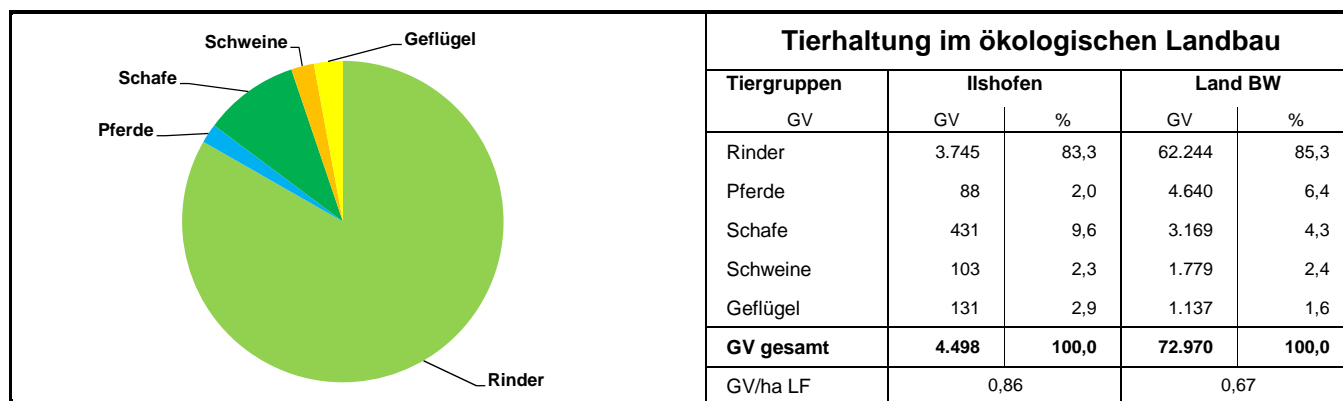 Schweine
Geflügel
Schafe
Pferde
Rinder
Tierhaltung im ökologischen Landbau
Tiergruppen Ilshofen Land BW
GV GV % GV %
Rinder 3.745 83,3 62.244 85,3
Pferde 88 2,0 4.640 6,4
Schafe 431 9,6 3.169 4,3
Schweine 103 2,3 1.779 2,4
Geflügel 131 2,9 1.137 1,6
GV gesamt 4.498 100,0 72.970 100,0
GV/ha LF 0,86 0,67